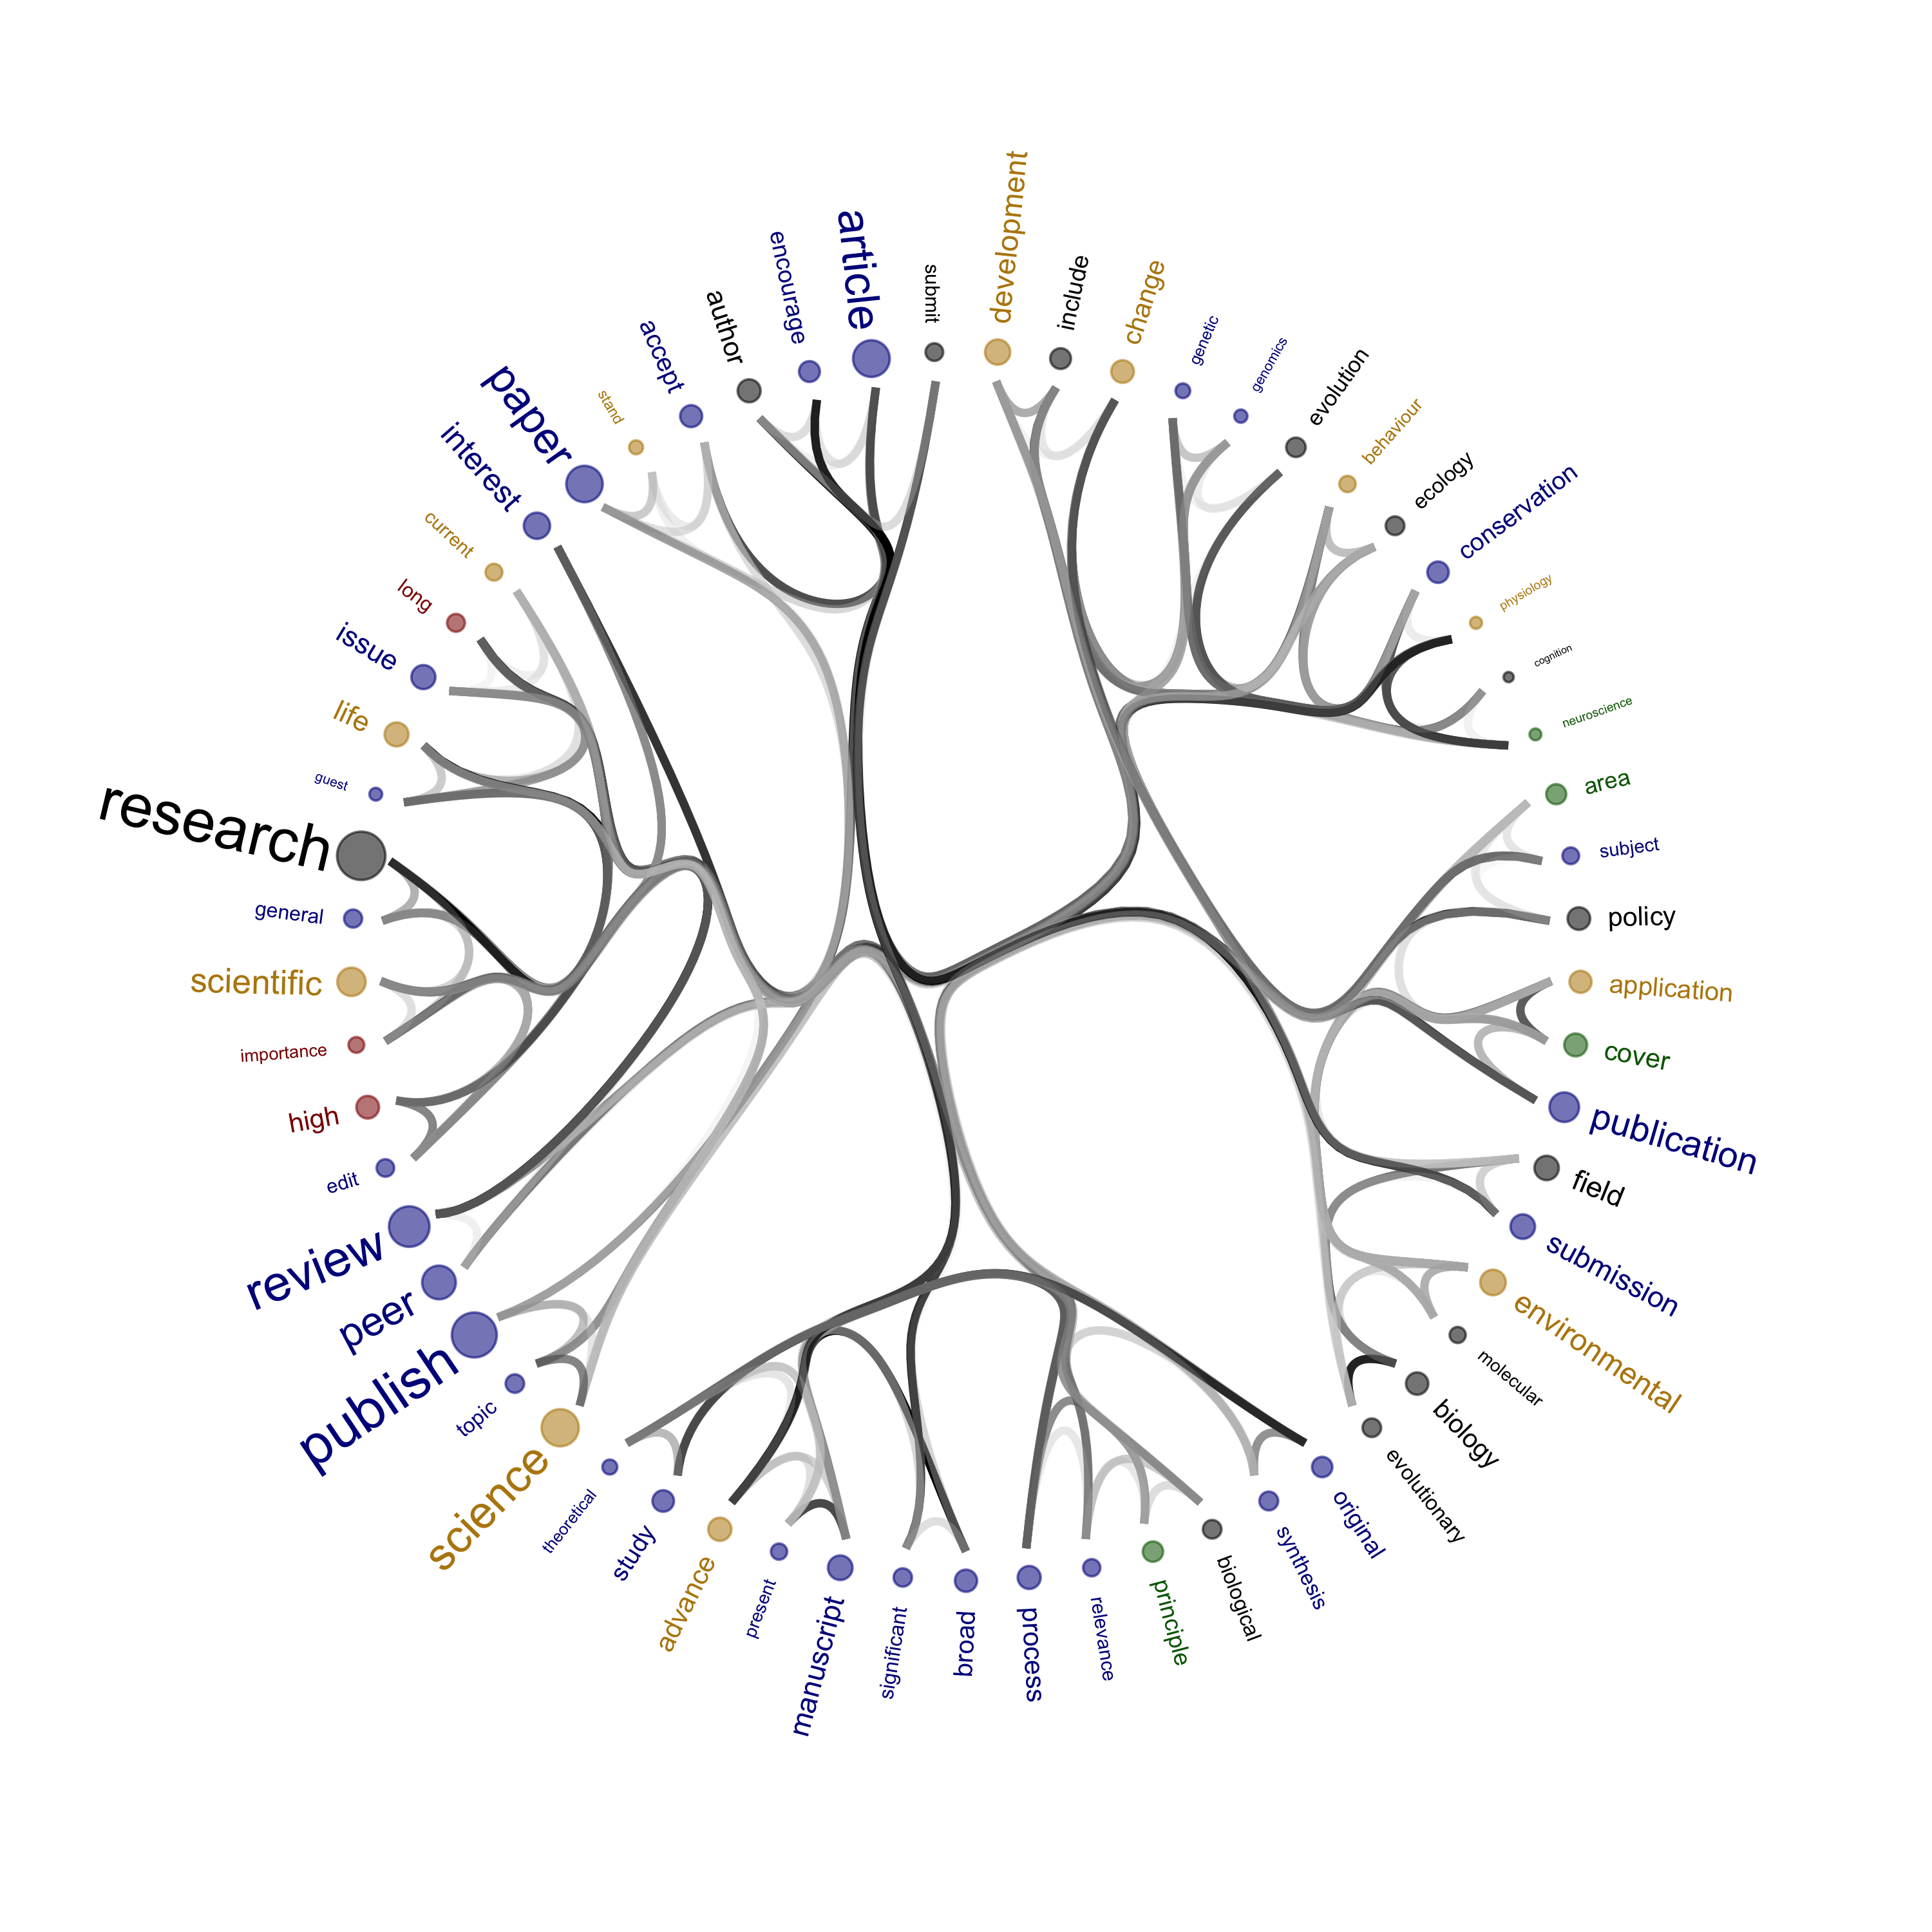 development
include
change
genetic
genomics
evolution
behaviour
ecology
conservation
physiology
cognition
neuroscience
area
subject
policy
application
cover
publication
field
submission
environmental
molecular
biology
evolutionary
original
synthesis
biological
principle
relevance
process
broad
significant
manuscript
present
advance
study
theoretical
science
topic
publish
peer
review
edit
high
importance
scientific
general
research
guest
life
issue
long
current
interest
paper
stand
accept
author
encourage
article
submit